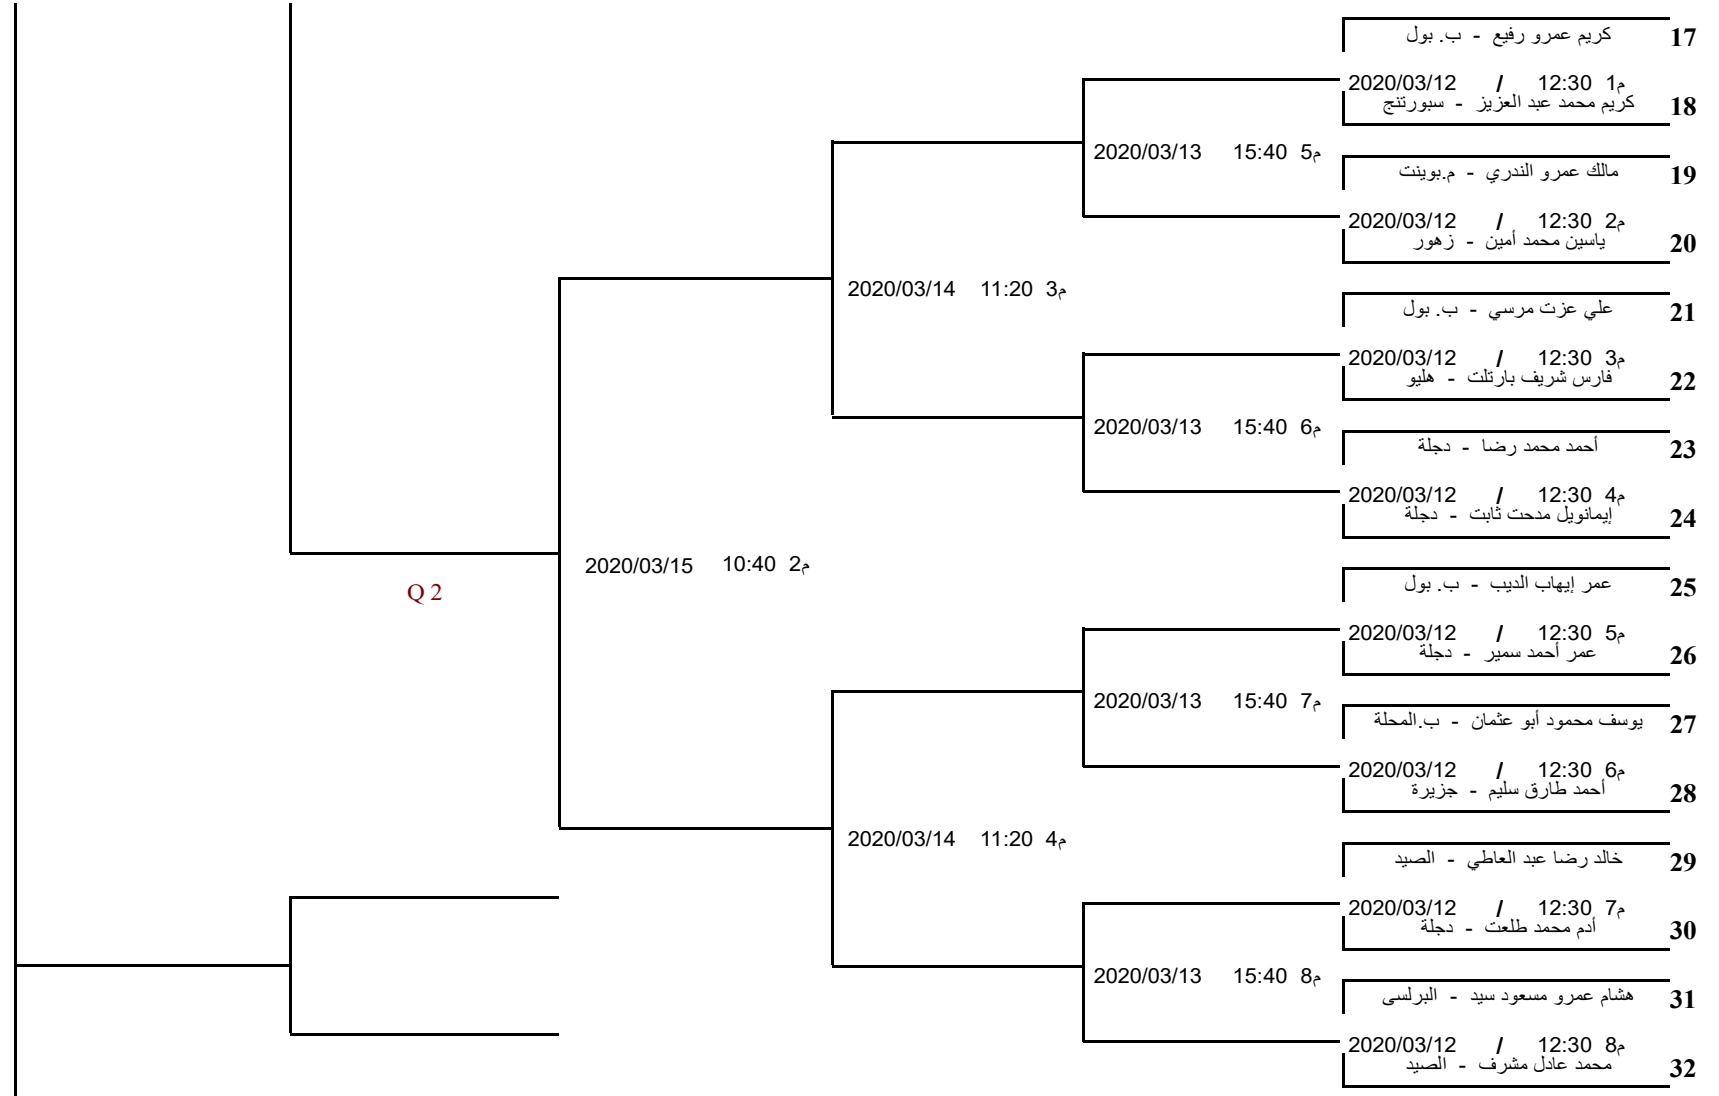 17 كريم عمرو رفيع - ب. بول
م1 12:30 / 2020/03/12
18 كريم محمد عبد العزيز - سبورتنج
م5 15:40 2020/03/13
19 مالك عمرو الندري - م.بوينت
م2 12:30 / 2020/03/12
20 ياسين محمد أمين - زهور
م3 11:20 2020/03/14
21 علي عزت مرسي - ب. بول
م3 12:30 / 2020/03/12
22 فارس شريف بارتلت - هليو
م6 15:40 2020/03/13
23 أحمد محمد رضا - دجلة
م4 12:30 / 2020/03/12
24 إيمانويل مدحت ثابت - دجلة
م2 10:40 2020/03/15
Q 2
25 عمر إيهاب الديب - ب. بول
م5 12:30 / 2020/03/12
26 عمر أحمد سمير - دجلة
م7 15:40 2020/03/13
27 يوسف محمود أبو عثمان - ب.المحلة
م6 12:30 / 2020/03/12
28 أحمد طارق سليم - جزيرة
م4 11:20 2020/03/14
29 خالد رضا عبد العاطي - الصيد
م7 12:30 / 2020/03/12
30 أدم محمد طلعت - دجلة
م8 15:40 2020/03/13
31 هشام عمرو مسعود سيد - البرلسى
م8 12:30 / 2020/03/12
32 محمد عادل مشرف - الصيد